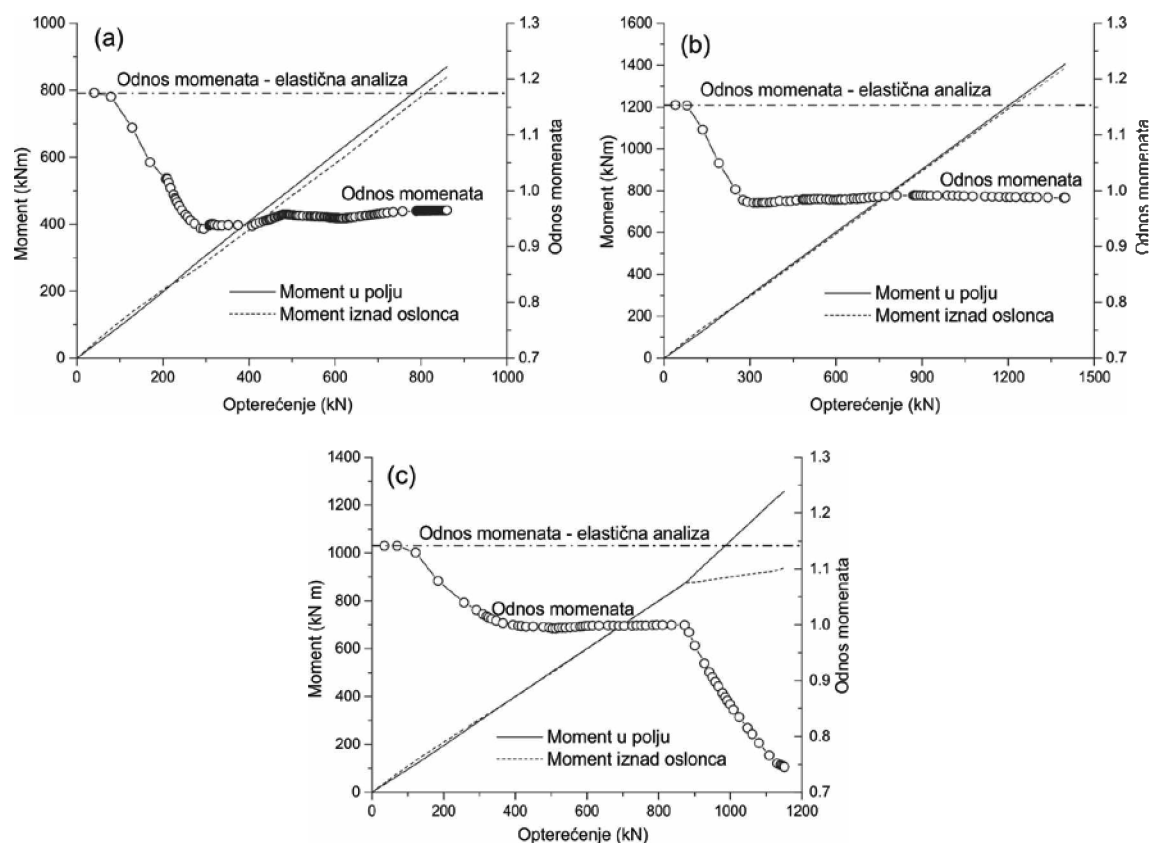 (a)
Odnos momenata - elastična analiza
Odnos momenata
Moment u polju
Moment iznad oslonca
Moment (kNm)
1000
800
600
400
200
0
0 200 400 600 800 1000
Opterećenje (kN)
1.3
1.2
1.1
1.0
0.9
0.8
0.7
Odnos momenata
(b)
Odnos momenata - elastična analiza
Odnos momenata
Moment u polju
Moment iznad oslonca
Moment (kNm)
1600
1400
1200
1000
800
600
400
200
0
0 300 600 900 1200 1500
Opterećenje (kN)
1.3
1.2
1.1
1.0
0.9
0.8
0.7
Odnos momenata
(c)
Odnos momenata - elastična analiza
Odnos momenata
Moment u polju
Moment iznad oslonca
Moment (kN m)
1400
1200
1000
800
600
400
200
0
0 200 400 600 800 1000 1200
Opterećenje (kN)
1.3
1.2
1.1
1.0
0.9
0.8
0.7
Odnos momenata